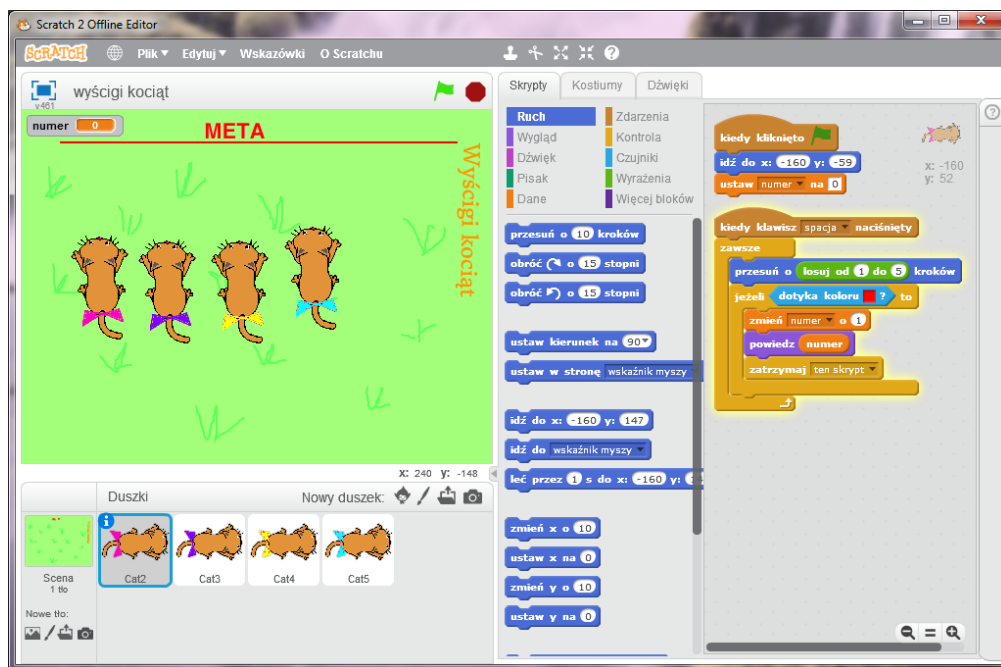 Scratch 2 Offline Editor
SCRATCH Plik Edytuj Wskazówki O Scratchu
v461 wyścigi kociąt
numer 0
META
Wyścigi kociąt
x: 240 y: -148
Duszki Nowy duszek:
Scena
1 tło
Nowe tło:
Cat2 Cat3 Cat4 Cat5
Skrypty Kostiumy Dźwięki
Ruch Zdarzenia
Wygląd Kontrola
Dźwięk Czujniki
Pisak Wyrażenia
Dane Więcej bloków
przesuń o 10 kroków
obróć o 15 stopni
obróć o 15 stopni
ustaw kierunek na 90
ustaw w stronę wskaźnik myszy
idź do x: -160 y: 147
idź do wskaźnik myszy
leć przez 1 s do x: -160 y:
zmień x o 10
ustaw x na 0
zmień y o 10
ustaw y na 0
kiedy kliknięto
idź do x: -160 y: -59
ustaw numer na 0
x: -160
y: 52
kiedy klawisz spacja naciśnięty
zawsze
przesuń o losuj od 1 do 5 kroków
jeżeli dotyka koloru ? to
zmień numer o 1
powiedz numer
zatrzymaj ten skrypt